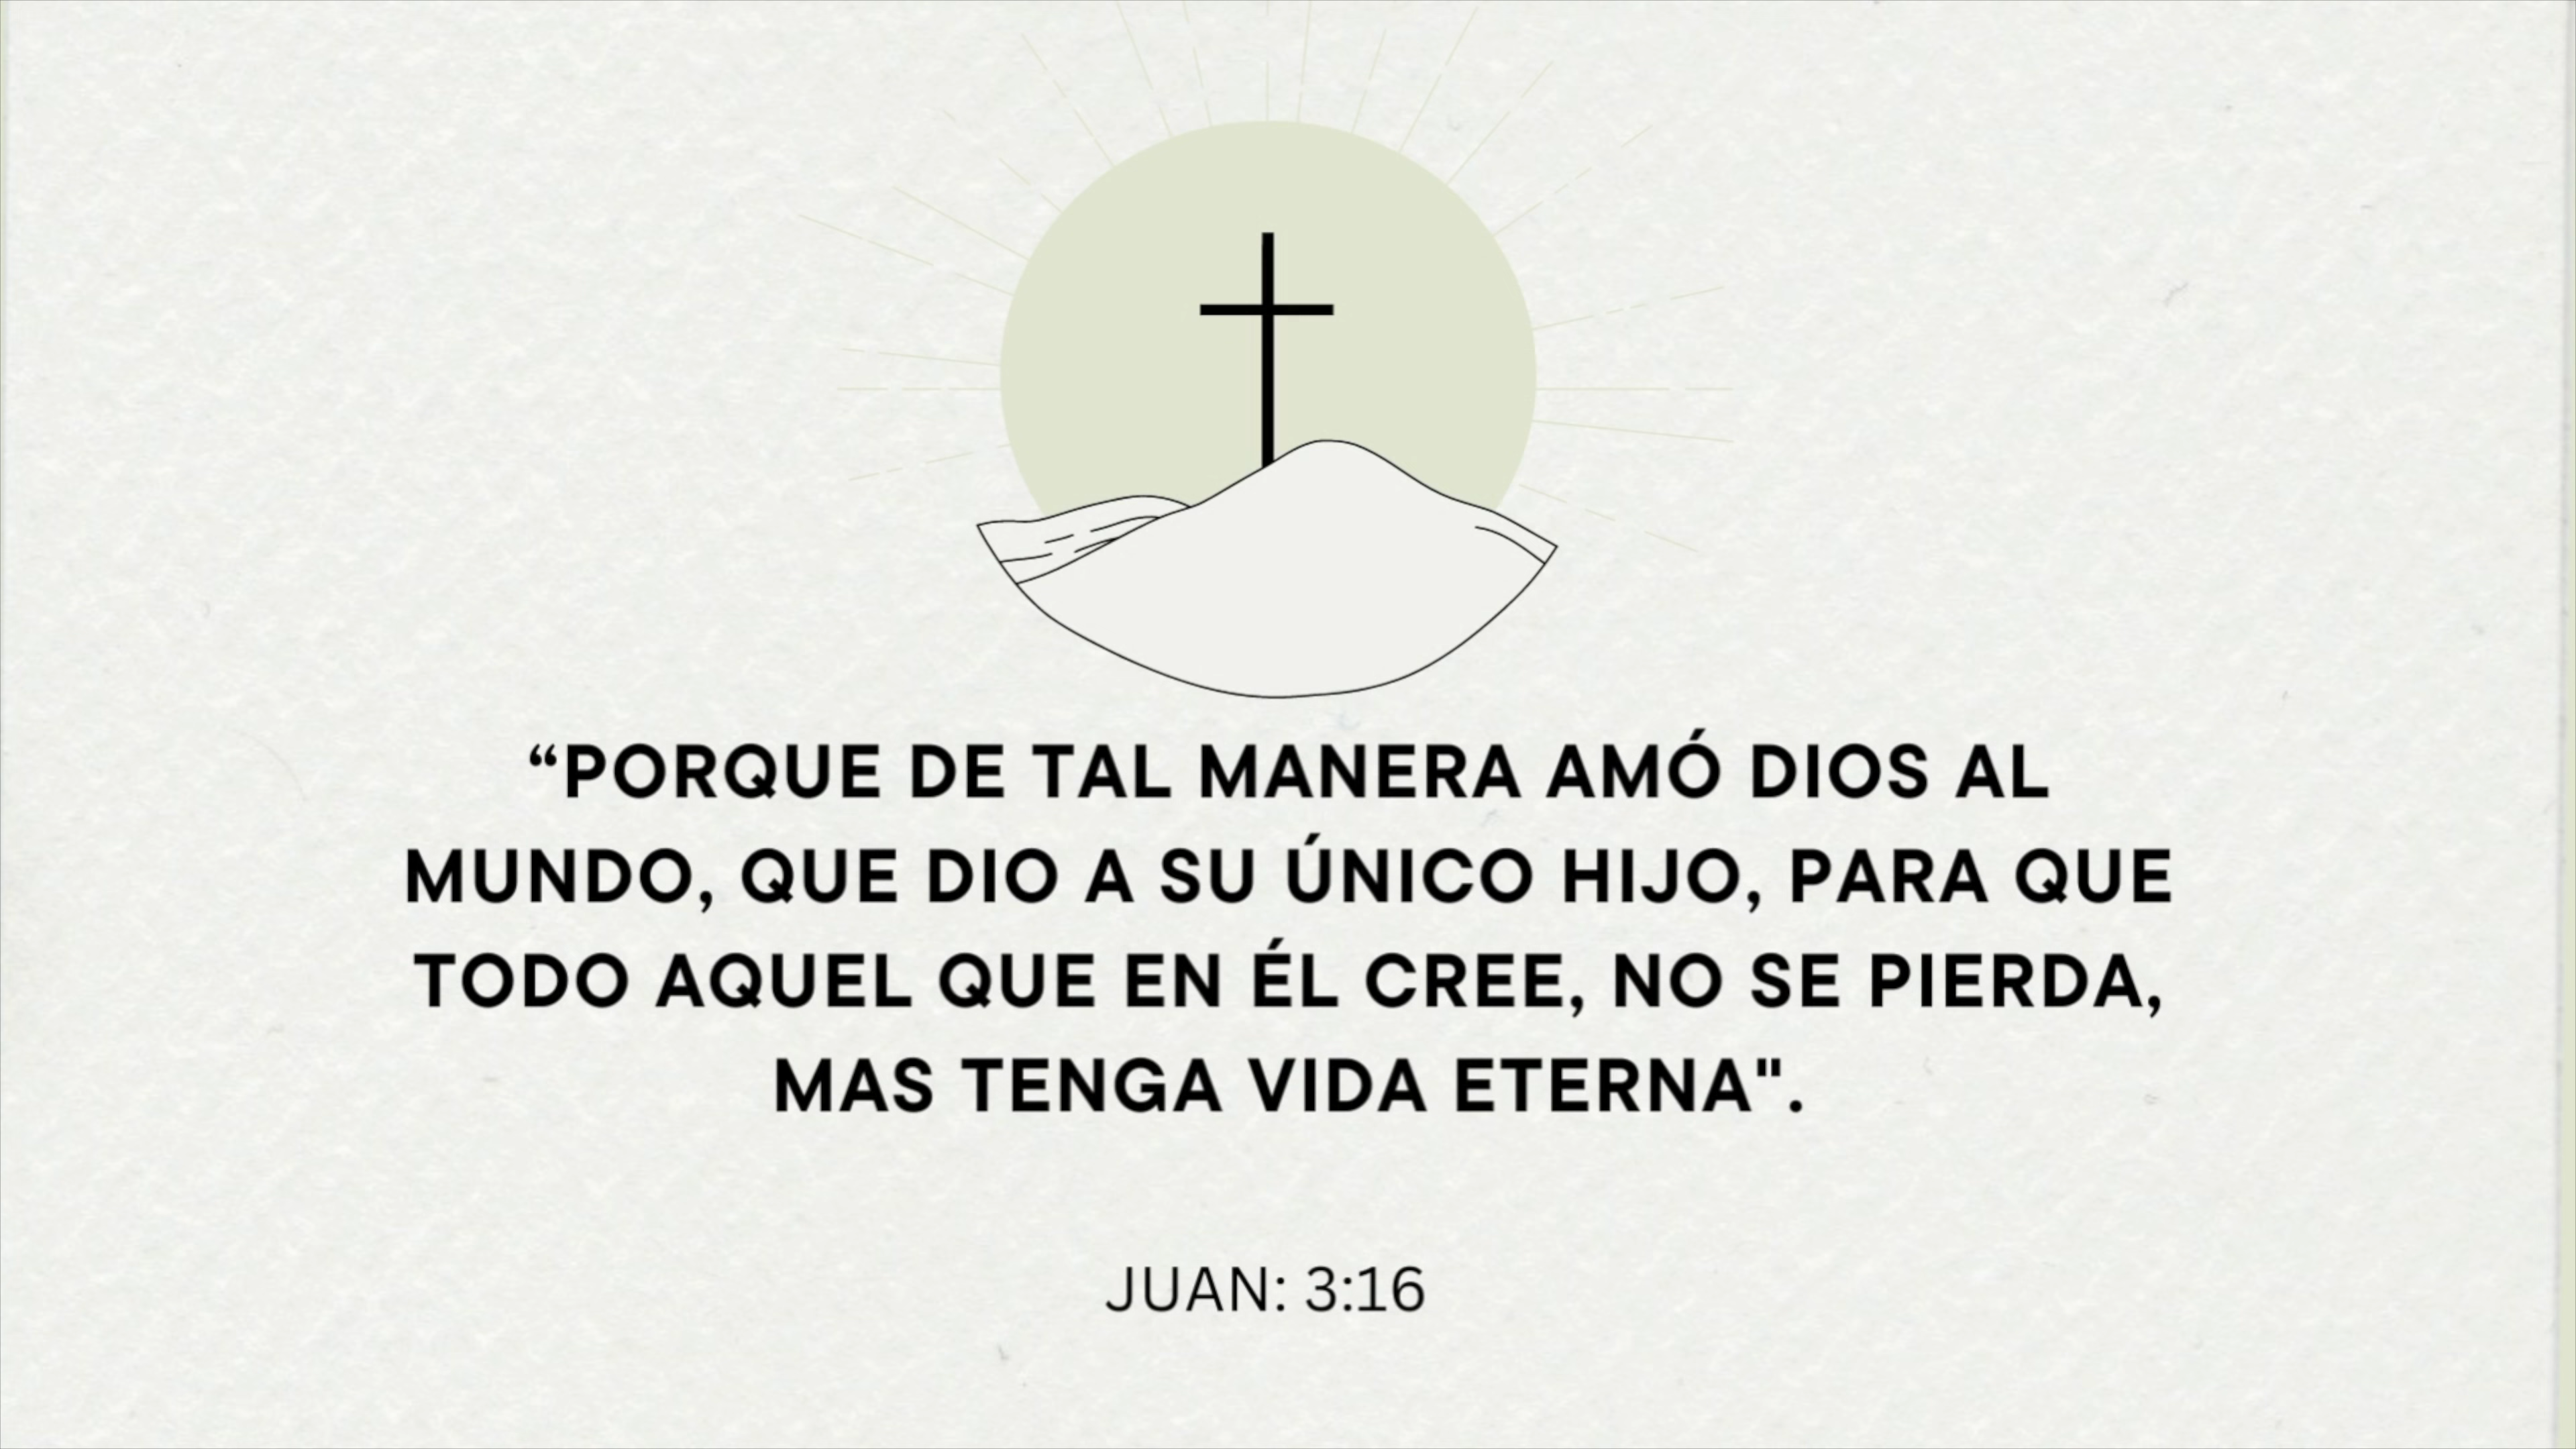 “PORQUE DE TAL MANERA AMÓ DIOS AL
MUNDO, QUE DIO A SU ÚNICO HIJO, PARA QUE
TODO AQUEL QUE EN ÉL CREE, NO SE PIERDA,
MAS TENGA VIDA ETERNA".
JUAN: 3:16